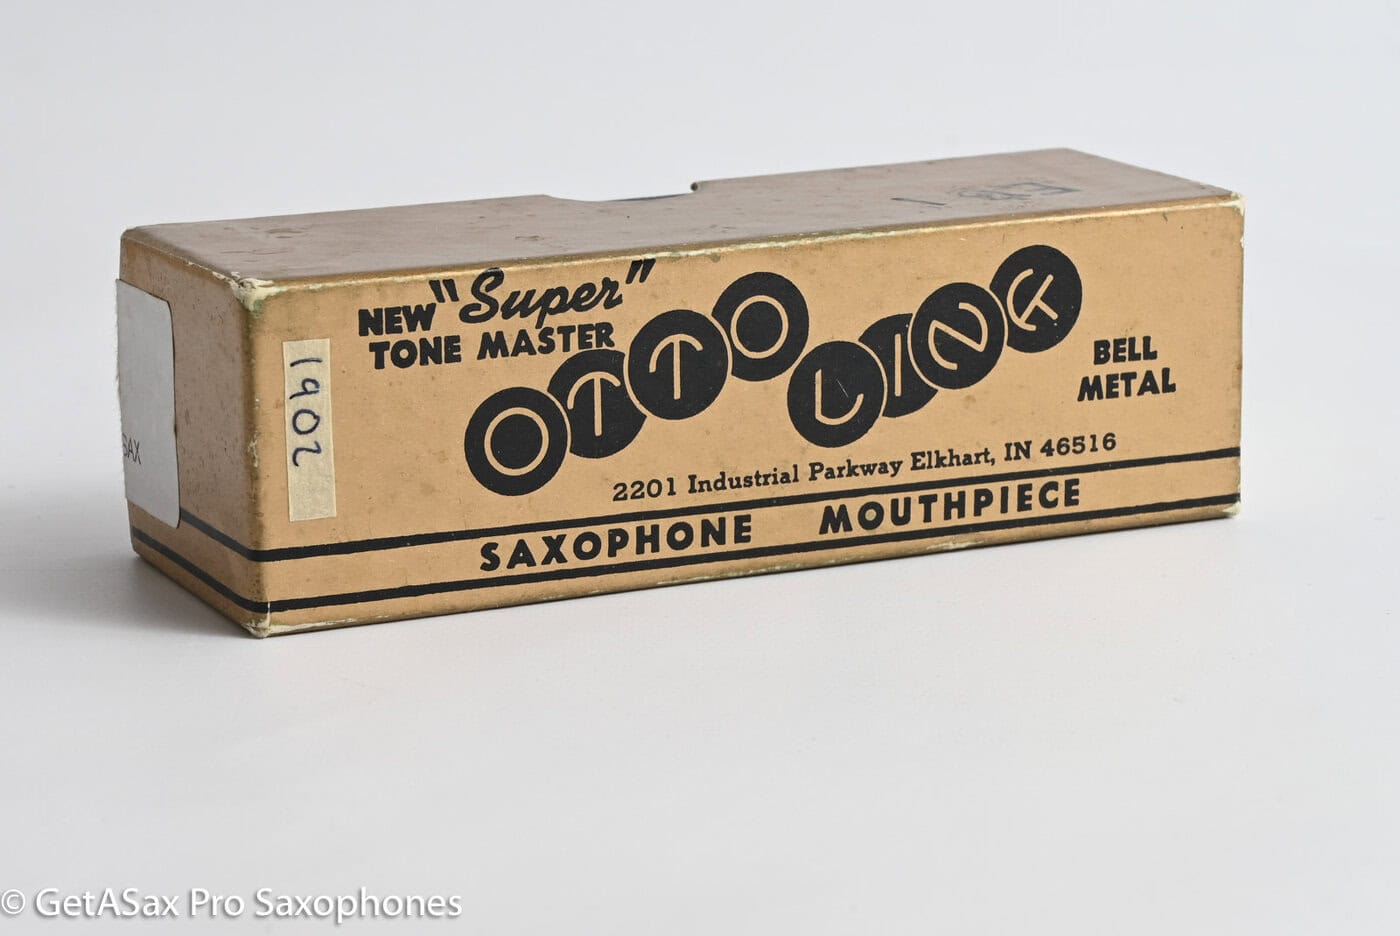 NEW "Super"
TONE MASTER
OTTO LINK
BELL
METAL
2201 Industrial Parkway Elkhart, IN 46516
SAXOPHONE MOUTHPIECE
1902
SAX
© GetASax Pro Saxophones